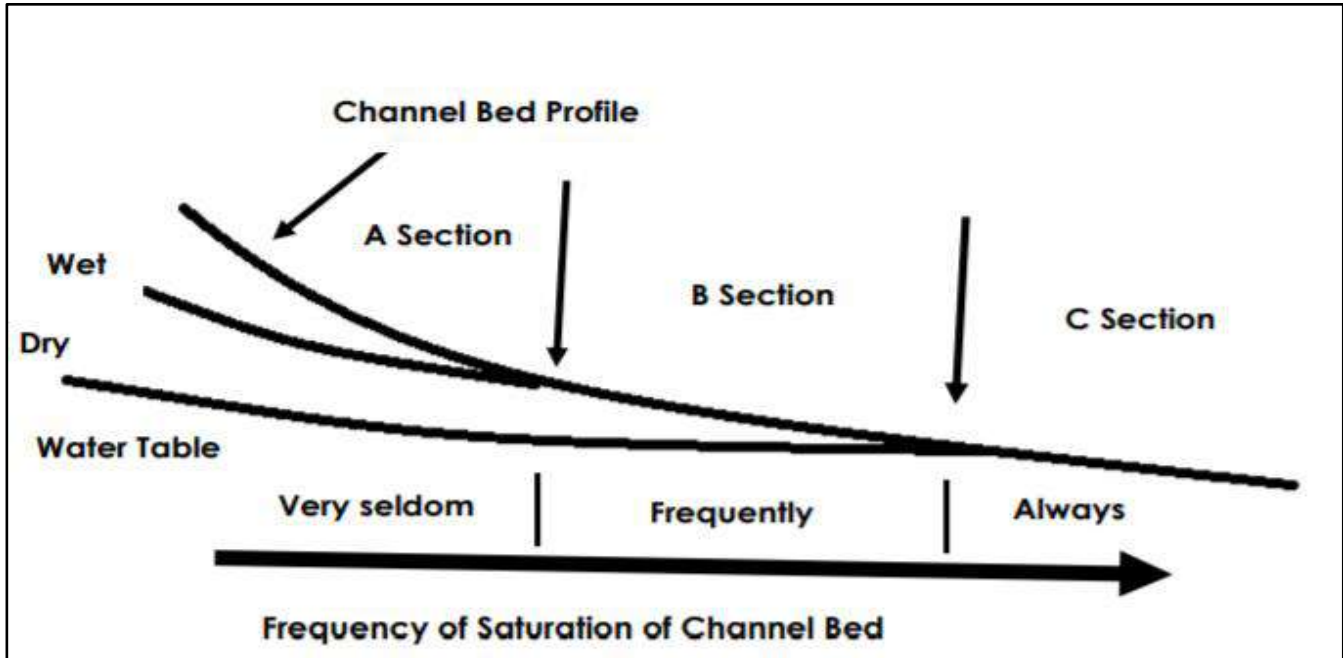 Channel Bed Profile
A Section
Wet
B Section
C Section
Dry
Water Table
Very seldom
Frequently
Always
Frequency of Saturation of Channel Bed